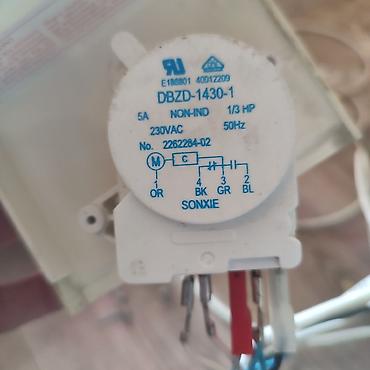 E186801 40012209
DBZD-1430-1
5A NON-IND 1/3 HP
230VAC 50Hz
No. 2262284-02
M C
1 4 3 2
OR BK GR BL
SONXIE